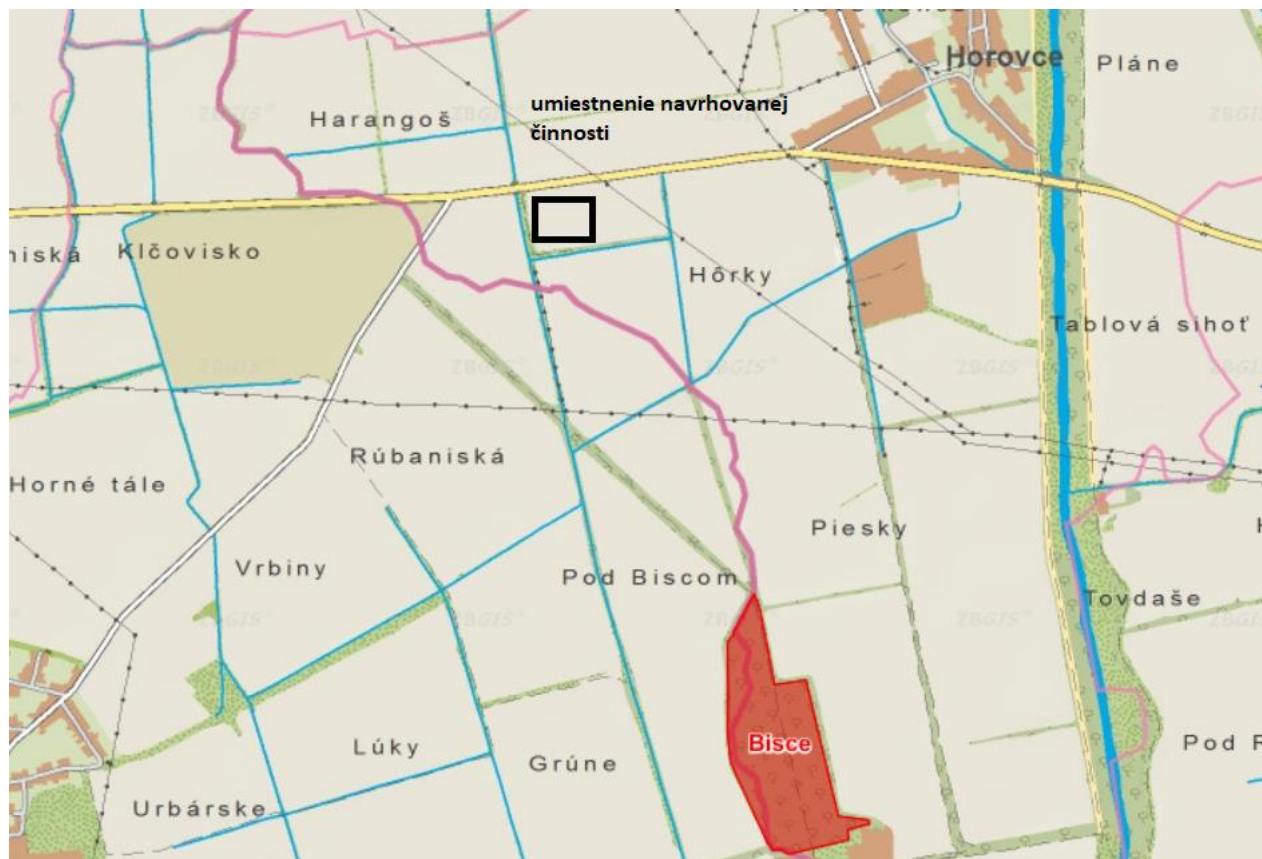 Horovce
Pláne
umiestnenie navrhovanej
činnosti
Harangoš
Klčovisko
Hôrky
Tablová sihoť
Rúbaniská
Horné tále
Piesky
Vrbiny
Pod Biscom
Tovdaše
Bisce
Lúky
Grúne
Pod R
Urbárske